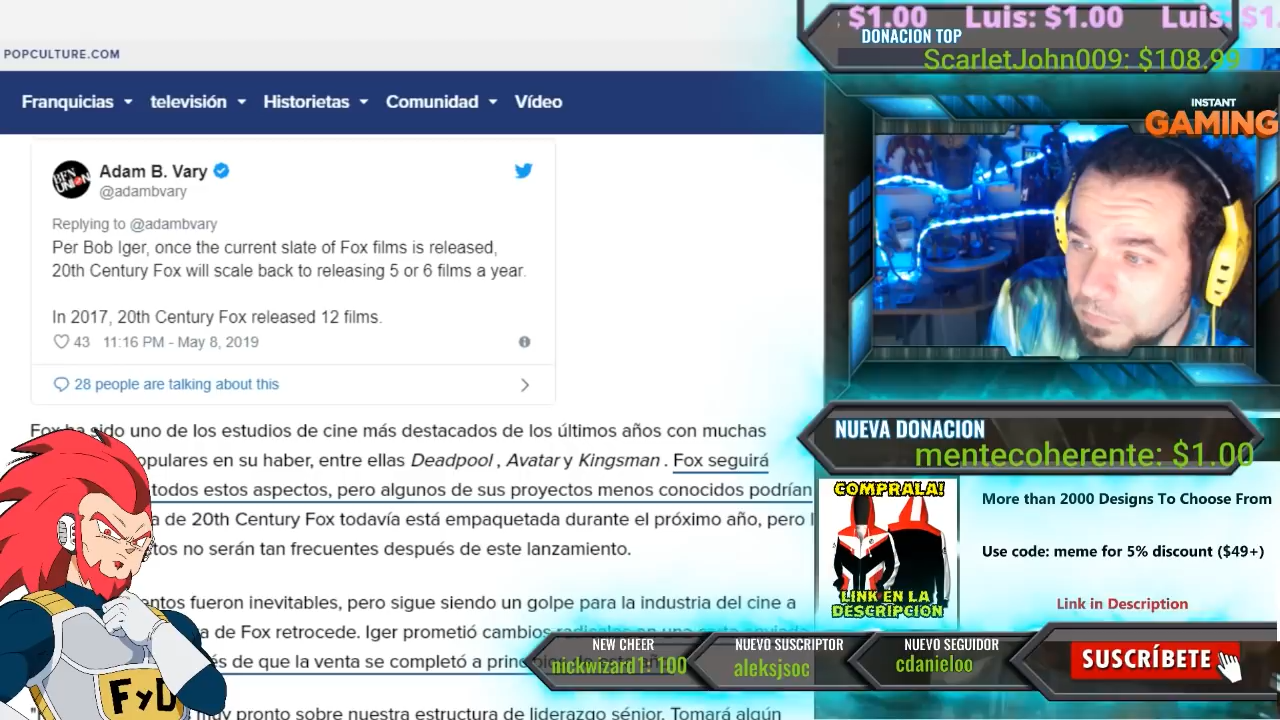 POPCULTURE.COM
Franquicias televisión Historietas Comunidad Vídeo
Adam B. Vary
@adambvary
Replying to @adambvary
Per Bob Iger, once the current slate of Fox films is released,
20th Century Fox will scale back to releasing 5 or 6 films a year.
In 2017, 20th Century Fox released 12 films.
43 11:16 PM - May 8, 2019
28 people are talking about this
Fox ha sido uno de los estudios de cine más destacados de los últimos años con muchas
opulares en su haber, entre ellas Deadpool , Avatar y Kingsman . Fox seguirá
todos estos aspectos, pero algunos de sus proyectos menos conocidos podrían
a de 20th Century Fox todavía está empaquetada durante el próximo año, pero l
tos no serán tan frecuentes después de este lanzamiento.
ntos fueron inevitables, pero sigue siendo un golpe para la industria del cine a
a de Fox retrocede. Iger prometió cambios
és de que la venta se completó a
muy pronto sobre nuestra estructura de liderazgo sénior. Tomará algún
FyD
$1.00 Luis: $1.00 Luis: $1.
DONACION TOP
ScarletJohn009: $108.99
INSTANT
GAMING
NUEVA DONACION
mentecoherente: $1.00
COMPRALA!
LINK EN LA
DESCRIPCION
More than 2000 Designs To Choose From
Use code: meme for 5% discount ($49+)
Link in Description
NEW CHEER
nickwizard1: 100
NUEVO SUSCRIPTOR
aleksjsoc
NUEVO SEGUIDOR
cdanieloo
SUSCRÍBETE